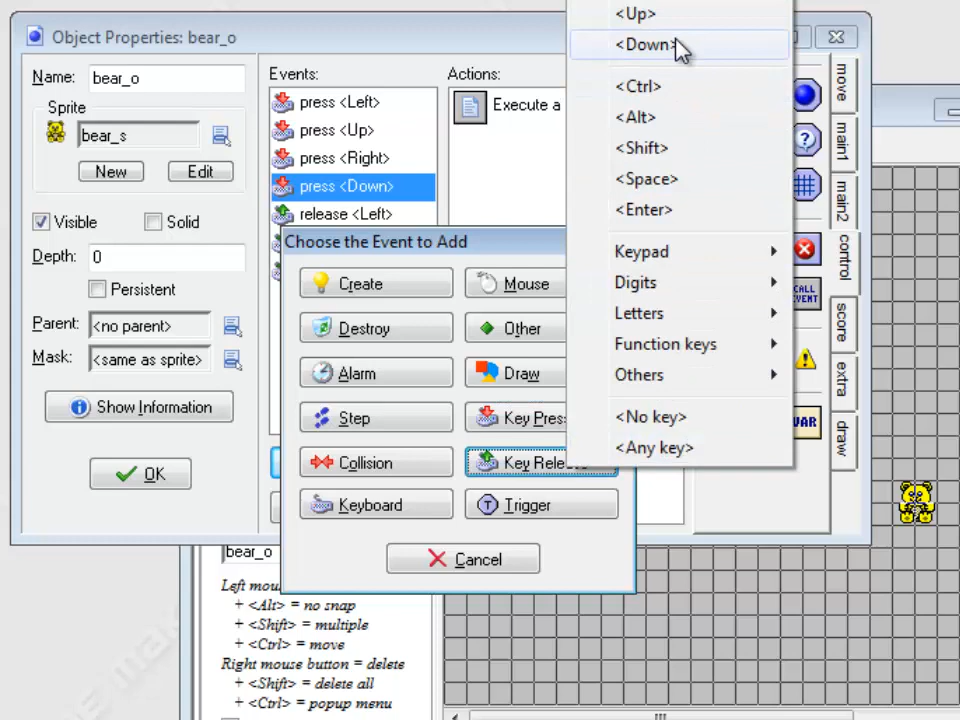 Object Properties: bear_o
Name: bear_o
Sprite
bear_s
New Edit
Visible Solid
Depth: 0
Persistent
Parent: <no parent>
Mask: <same as sprite>
Show Information
OK
Events:
press <Left>
press <Up>
press <Right>
press <Down>
release <Left>
Actions:
Execute a
Choose the Event to Add
Create Mouse
Destroy Other
Alarm Draw
Step Key Press
Collision Key Rele
Keyboard Trigger
Cancel
<Up>
<Down>
<Ctrl>
<Alt>
<Shift>
<Space>
<Enter>
Keypad
Digits
Letters
Function keys
Others
<No key>
<Any key>
move
main1
main2
control
score
extra
draw
CALL
EVENT
VAR
bear_o
Left mou
+ <Alt> = no snap
+ <Shift> = multiple
+ <Ctrl> = move
Right mouse button = delete
+ <Shift> = delete all
+ <Ctrl> = popup menu